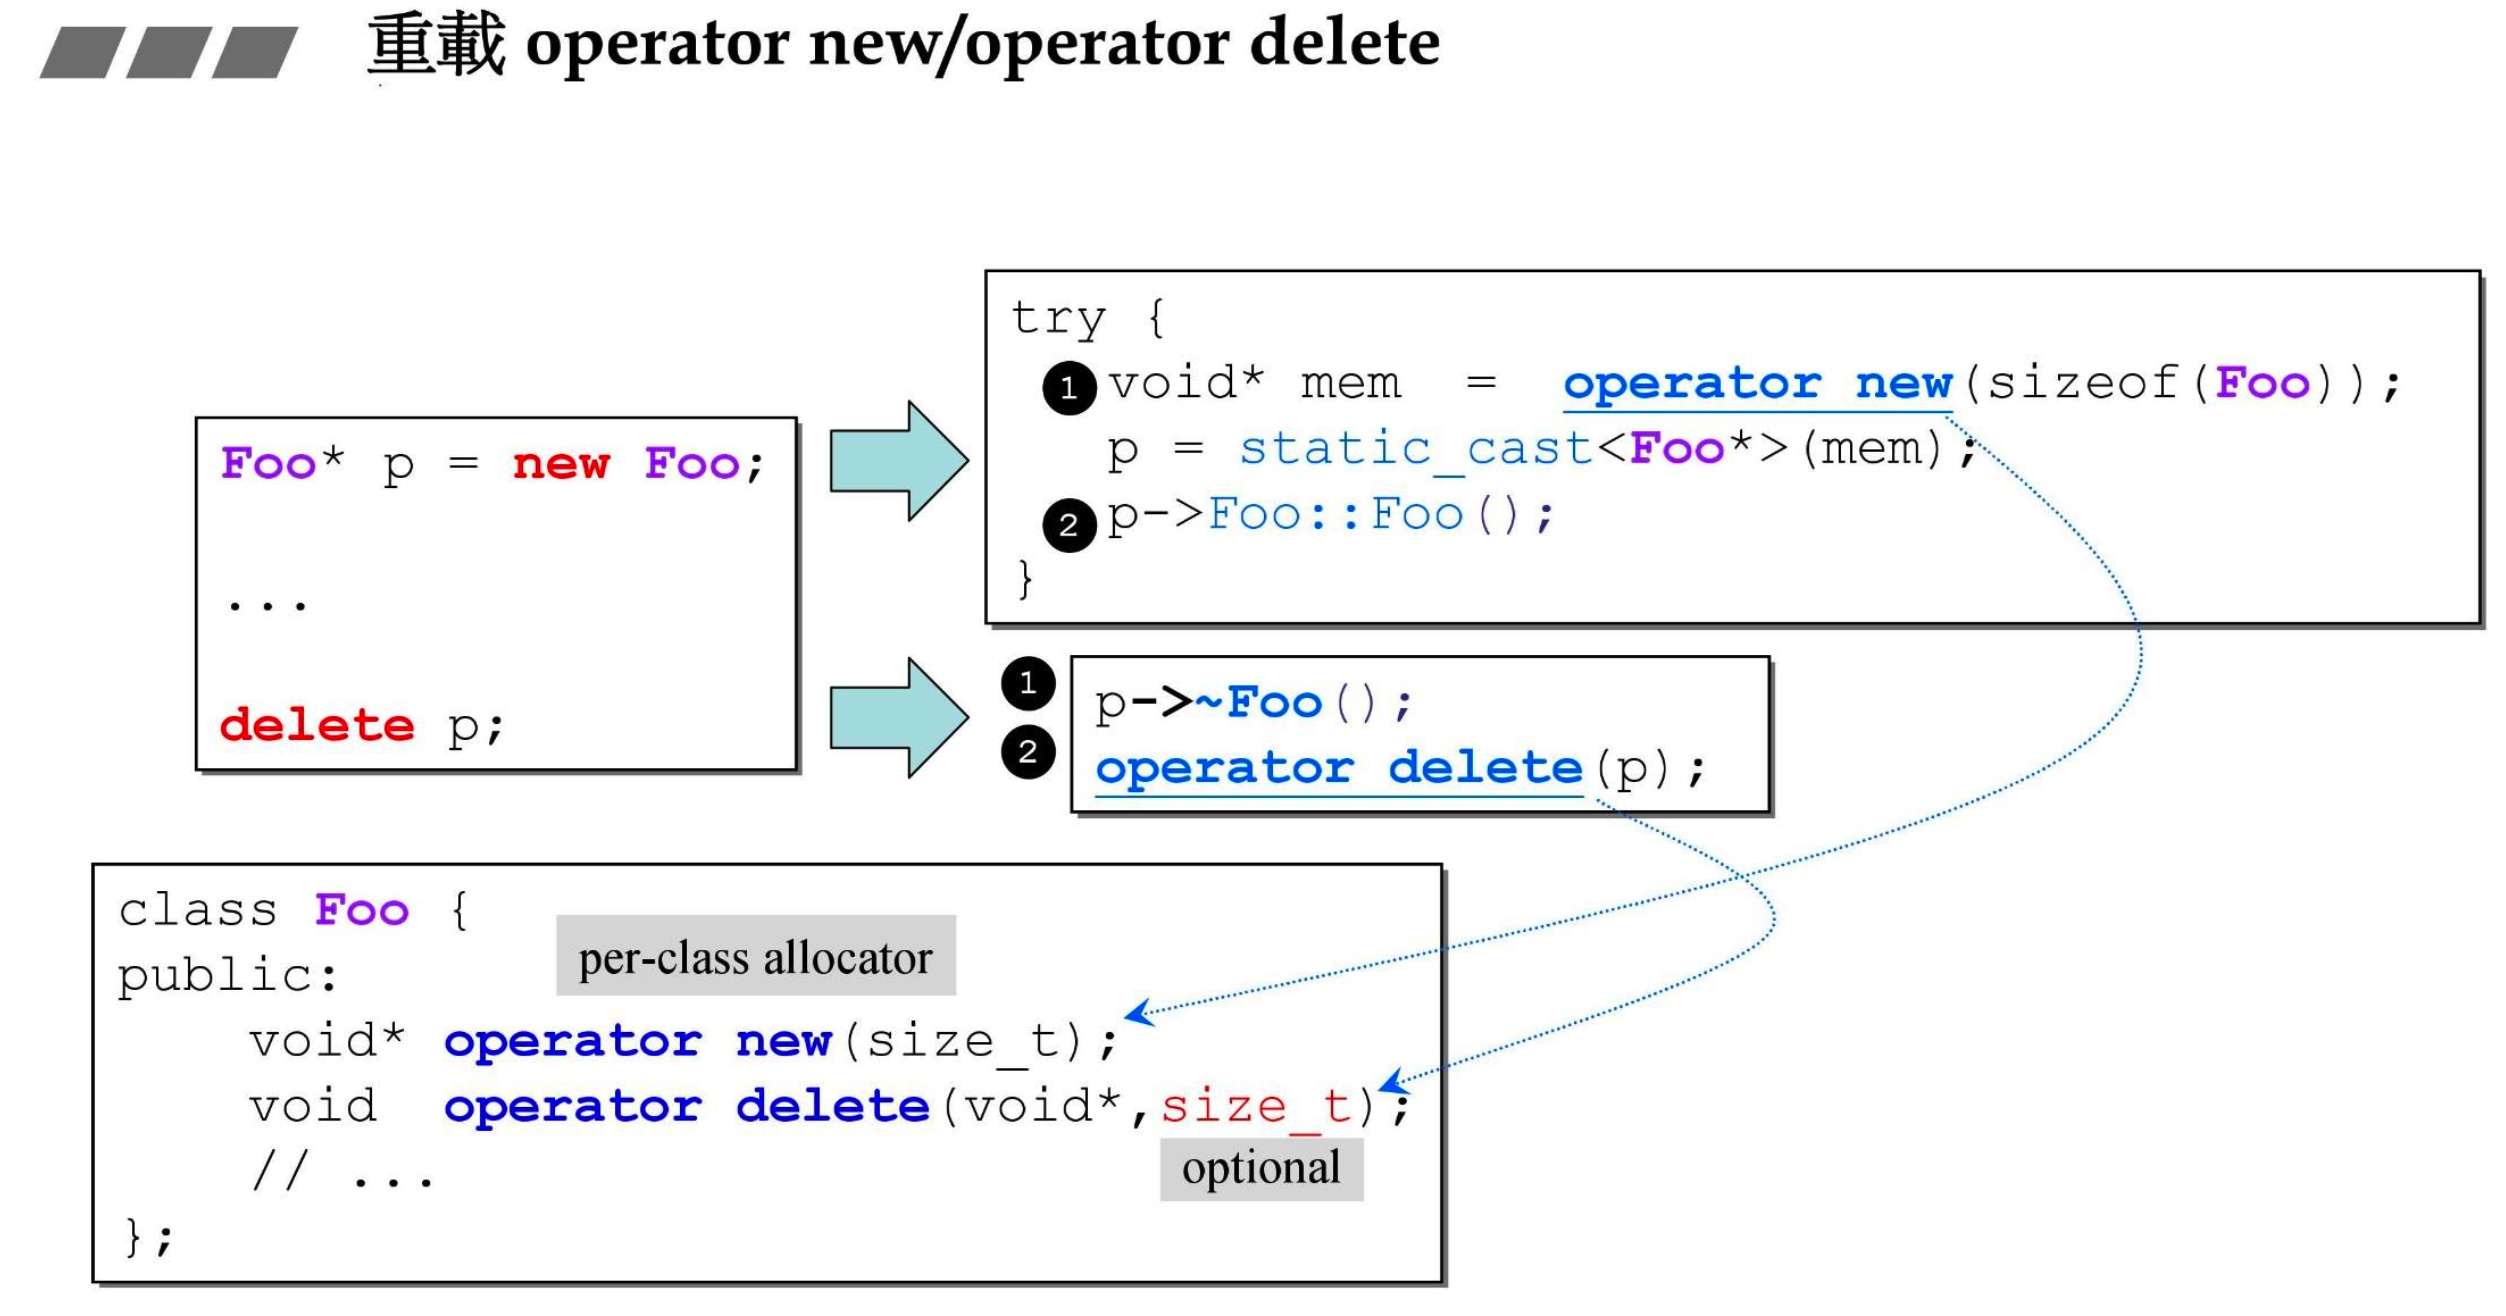 重載 operator new/operator delete
Foo* p = new Foo;
...
delete p;
try {
1 void* mem = operator new(sizeof(Foo));
p = static_cast<Foo*>(mem);
2 p->Foo::Foo();
}
1 p->~Foo();
2 operator delete(p);
class Foo {
per-class allocator
public:
void* operator new(size_t);
void operator delete(void*,size_t);
optional
// ...
};